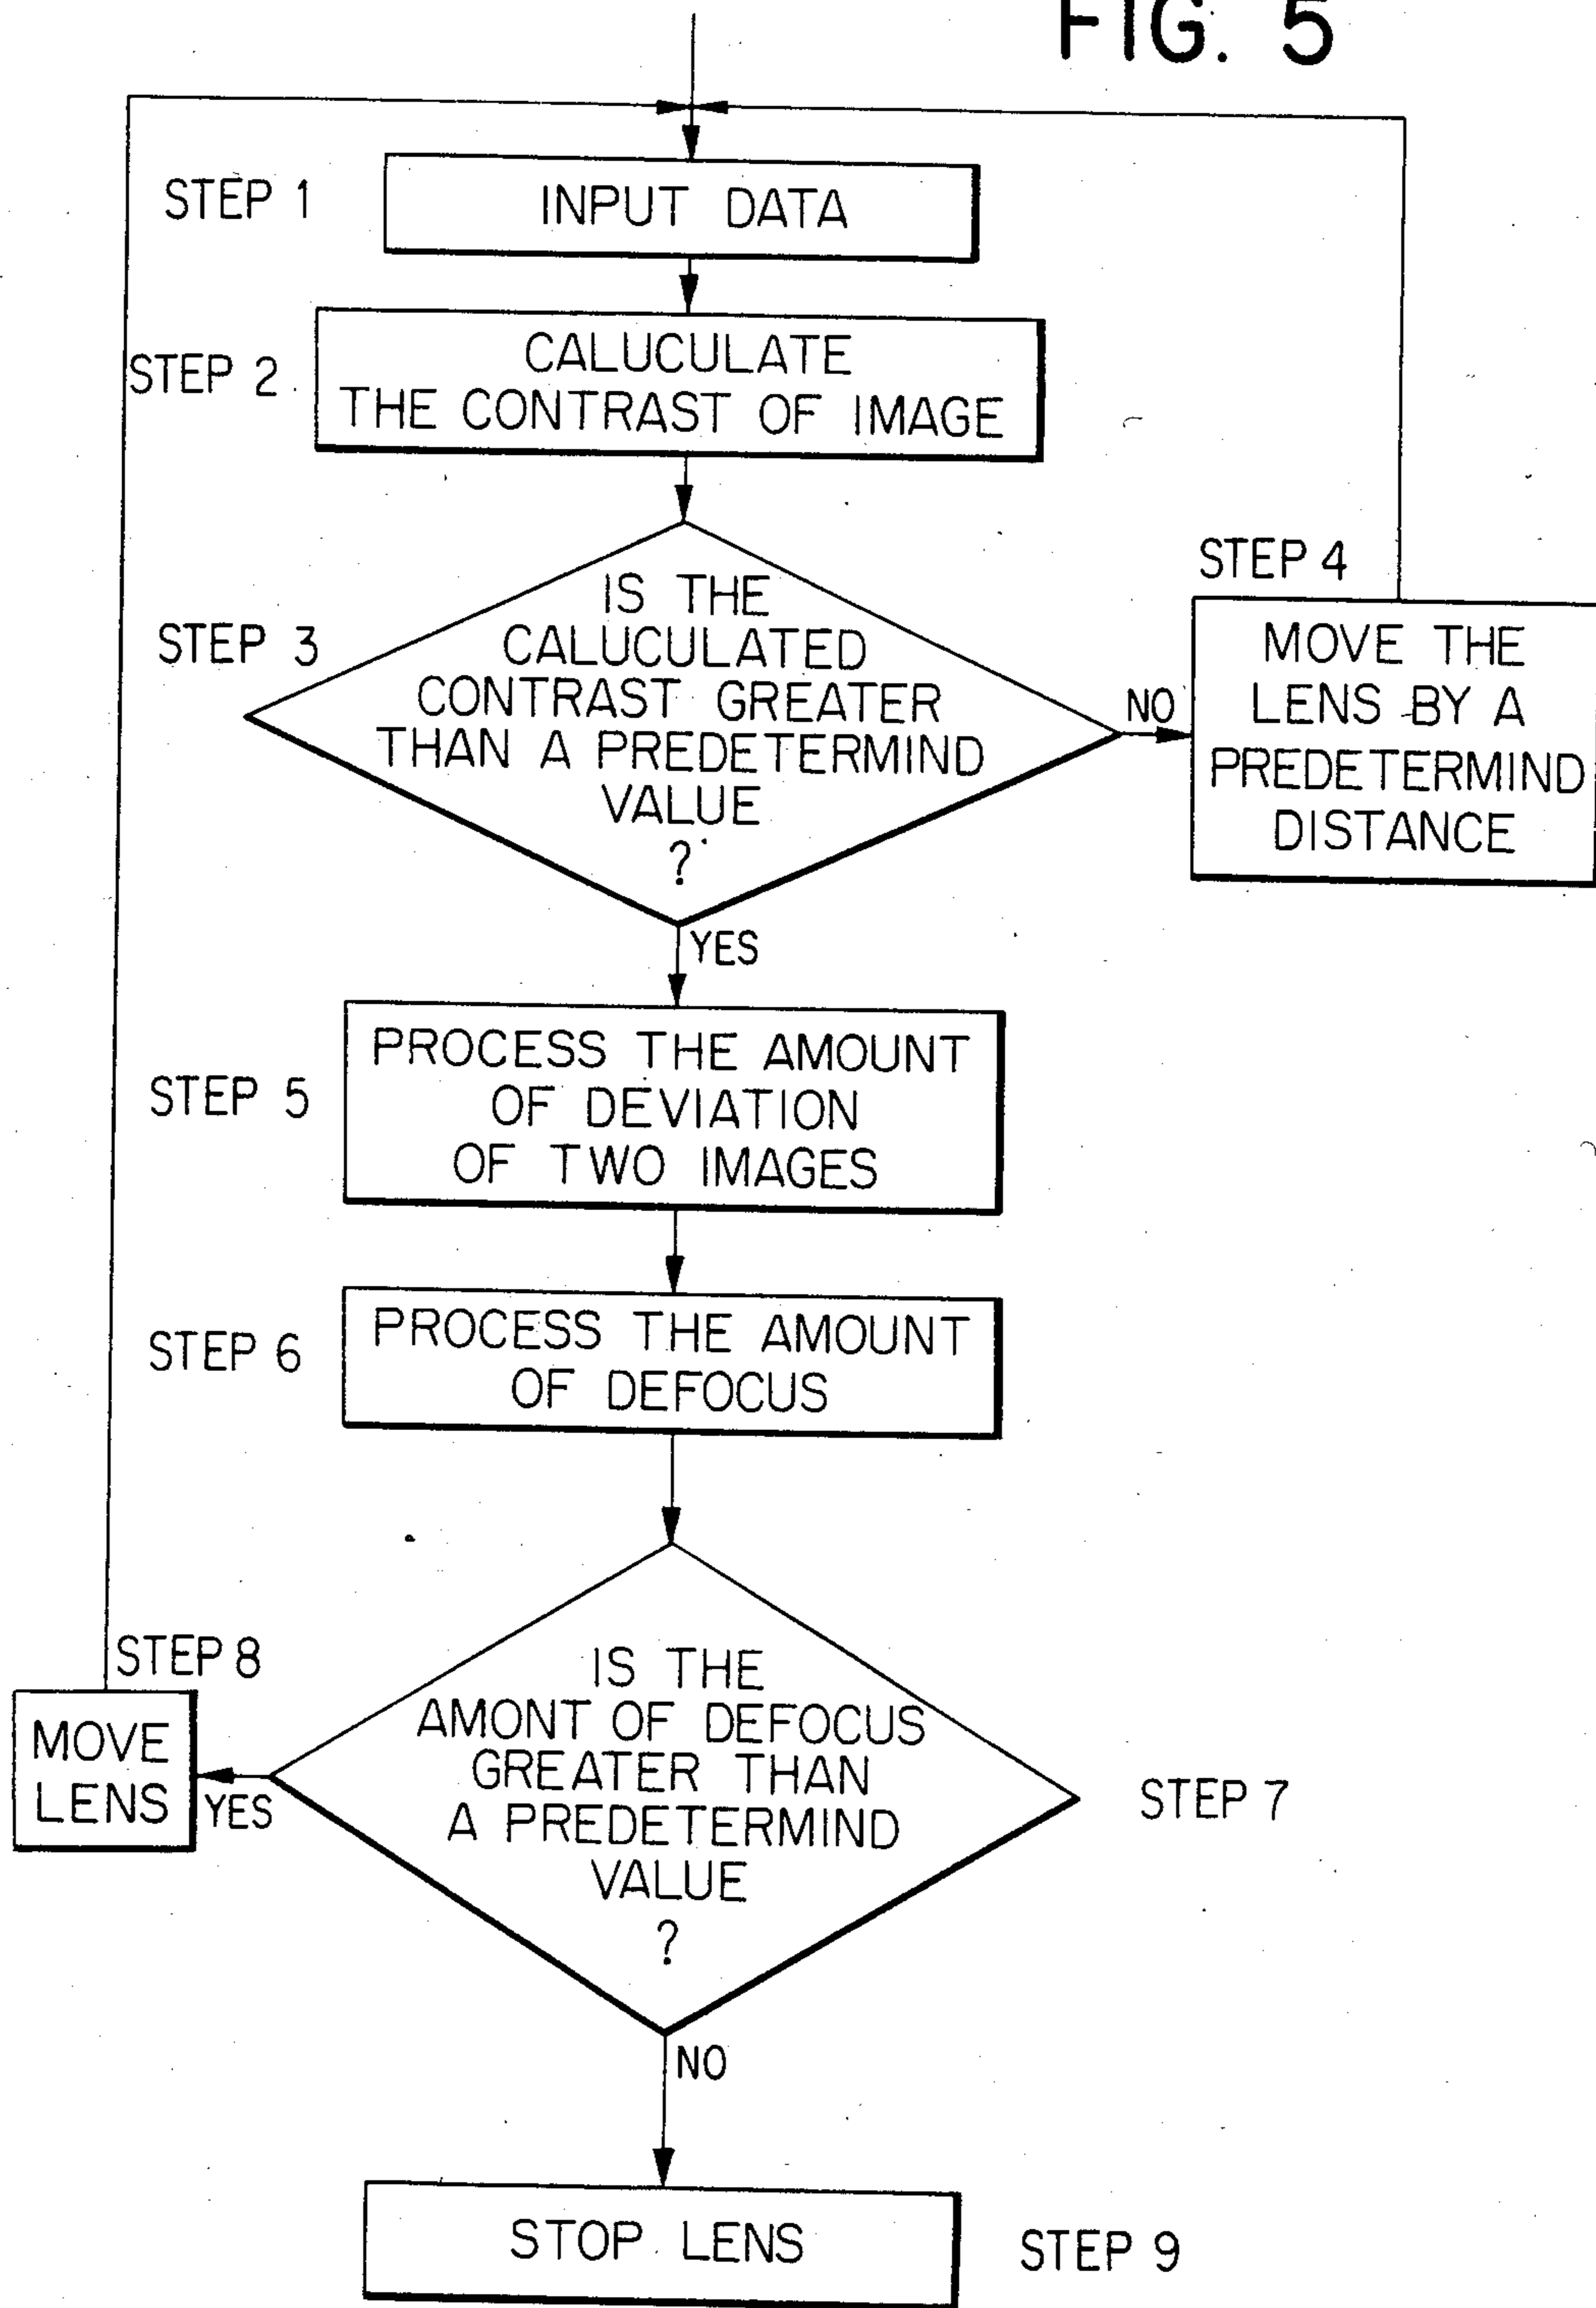 FIG. 5
STEP 1
INPUT DATA
STEP 2
CALUCULATE
THE CONTRAST OF IMAGE
STEP 3
IS THE
CALUCULATED
CONTRAST GREATER
THAN A PREDETERMIND
VALUE
?
NO
STEP 4
MOVE THE
LENS BY A
PREDETERMIND
DISTANCE
YES
STEP 5
PROCESS THE AMOUNT
OF DEVIATION
OF TWO IMAGES
STEP 6
PROCESS THE AMOUNT
OF DEFOCUS
STEP 7
IS THE
AMONT OF DEFOCUS
GREATER THAN
A PREDETERMIND
VALUE
?
YES
STEP 8
MOVE
LENS
NO
STOP LENS
STEP 9